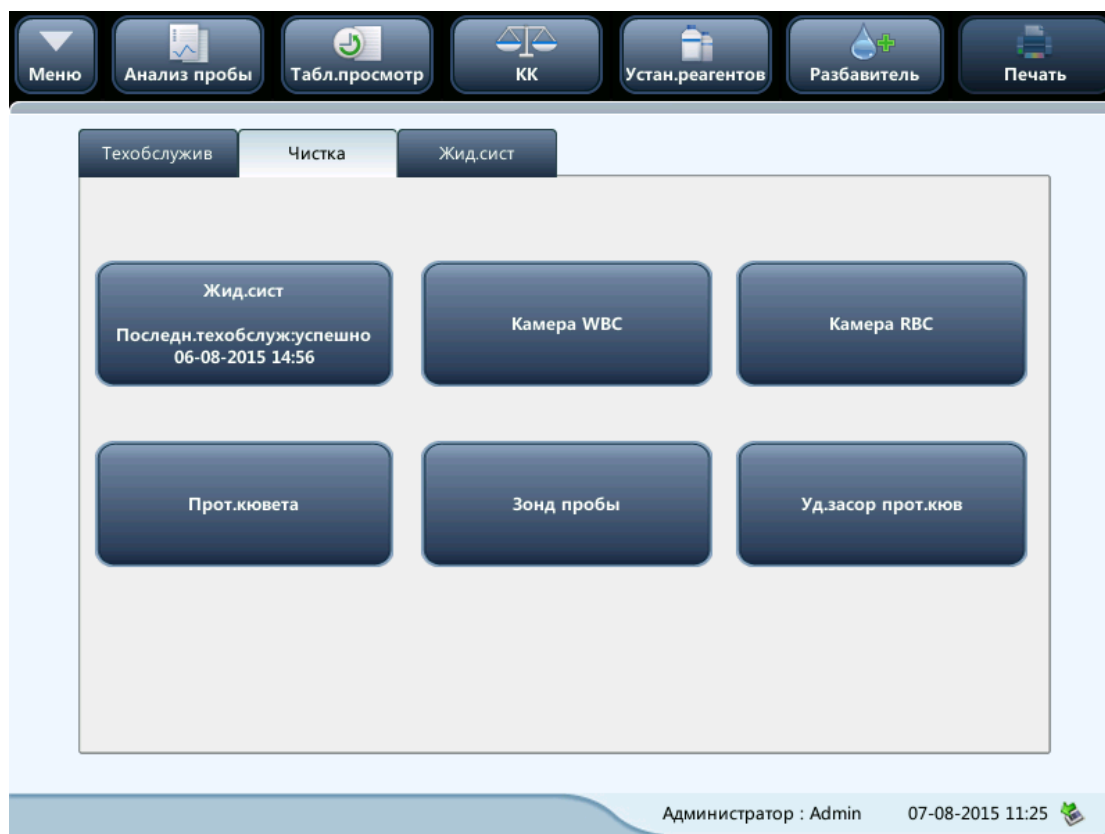 Меню
Анализ пробы
Табл.просмотр
КК
Устан.реагентов
Разбавитель
Печать
Техобслужив
Чистка
Жид.сист
Жид.сист
Последн.техобслуж:успешно
06-08-2015 14:56
Камера WBC
Камера RBC
Прот.кювета
Зонд пробы
Уд.засор прот.кюв
Администратор : Admin
07-08-2015 11:25